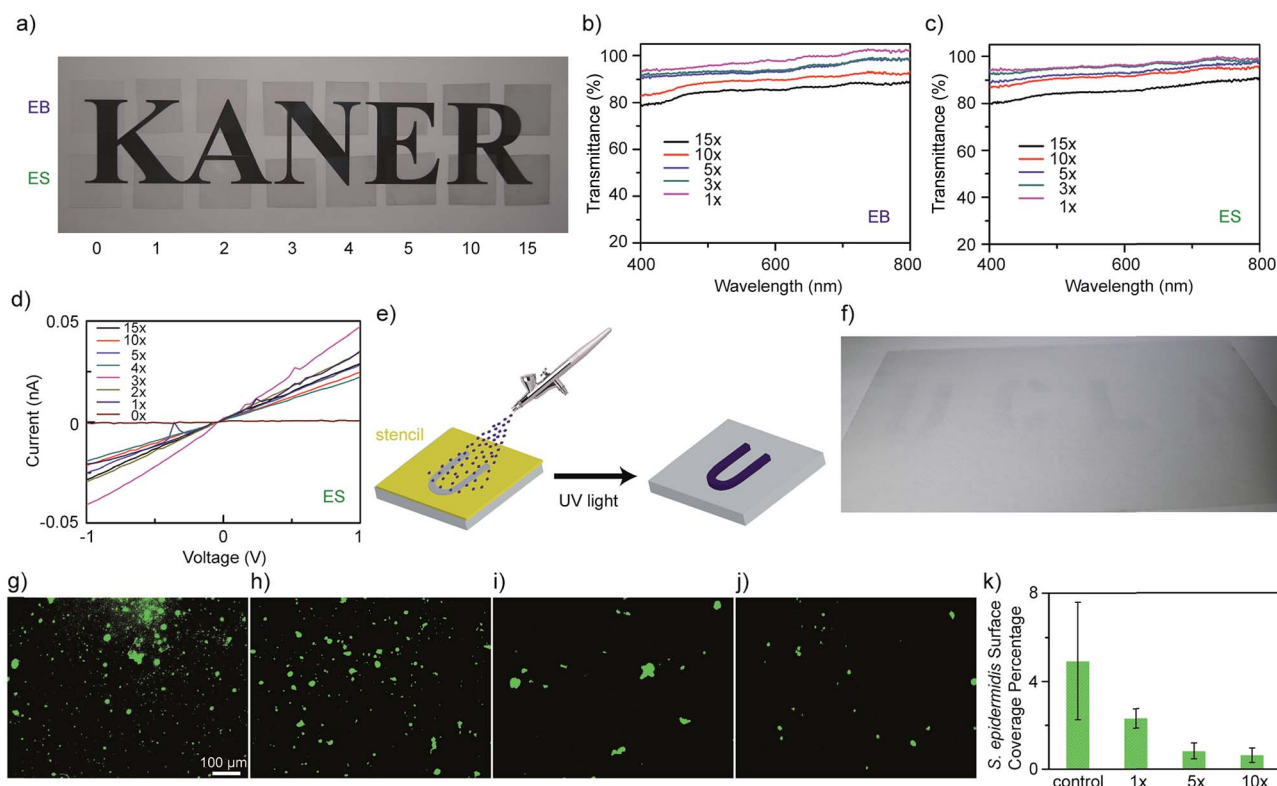 a)
EB
ES
KANER
0 1 2 3 4 5 10 15
b)
Transmittance (%)
100
80
60
40
20
15x
10x
5x
3x
1x
EB
400 600 800
Wavelength (nm)
c)
Transmittance (%)
100
80
60
40
20
15x
10x
5x
3x
1x
ES
400 600 800
Wavelength (nm)
d)
Current (nA)
0.05
0
-0.05
15x
10x
5x
4x
3x
2x
1x
0x
ES
-1 0 1
Voltage (V)
e)
stencil
UV light
U
f)
g)
100 µm
h)
i)
j)
k)
S. epidermidis Surface
Coverage Percentage
8
4
0
control 1x 5x 10x